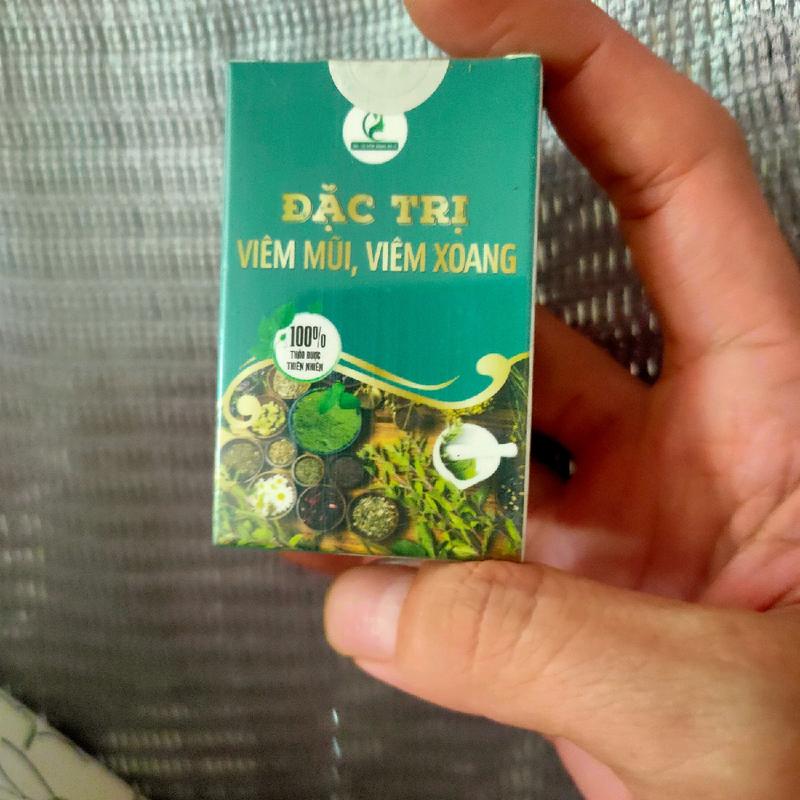 ĐẶC TRỊ
VIÊM MŨI, VIÊM XOANG
100%
THẢO DƯỢC
THIÊN NHIÊN